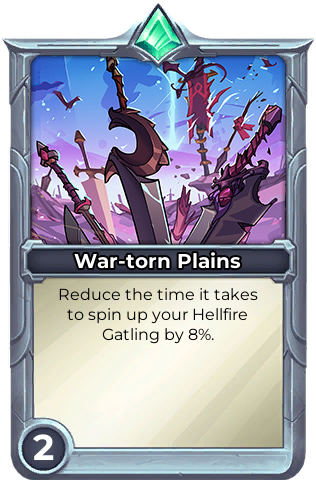 War-torn Plains
Reduce the time it takes
to spin up your Hellfire
Gatling by 8%.
2